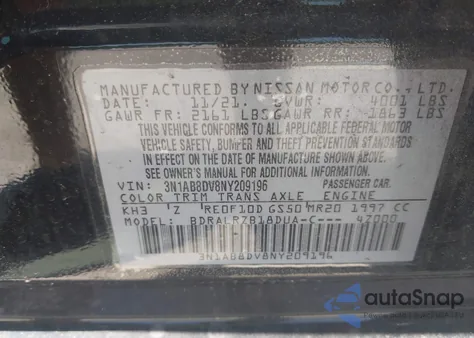 MANUFACTURED BY NISSAN MOTOR CO., LTD.
DATE: 11/21 GVWR: 4001 LBS
GAWR FR: 2161 LBS GAWR RR: 1863 LBS
THIS VEHICLE CONFORMS TO ALL APPLICABLE FEDERAL MOTOR
VEHICLE SAFETY, BUMPER, AND THEFT PREVENTION STANDARDS
IN EFFECT ON THE DATE OF MANUFACTURE SHOWN ABOVE.
SEE OWNER'S MANUAL FOR ADDITIONAL INFORMATION.
VIN: 3N1AB8DV8NY209196 PASSENGER CAR.
COLOR TRIM TRANS AXLE ENGINE
KH3 Z RE0F10D GS50 MR20 1997 CC
MODEL: BDRALRZB18DUA-C--- 47000
3N1AB8DV8NY209196
autoSnap